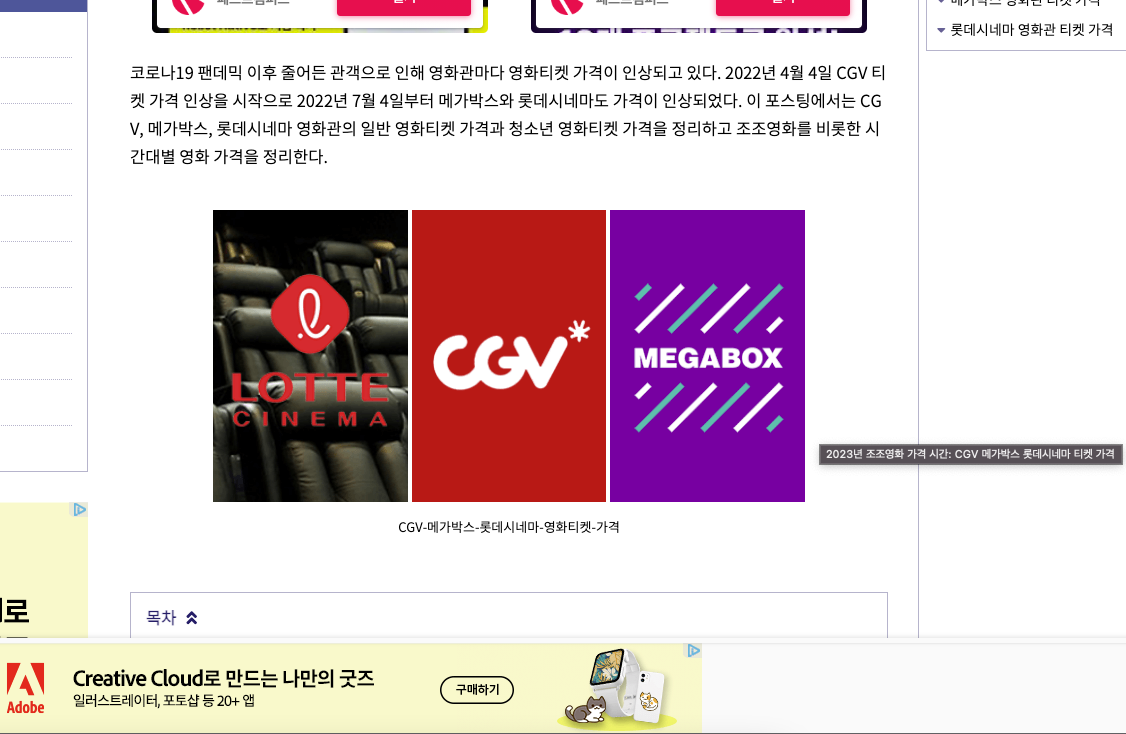 메가박스 영화관 티켓 가격
롯데시네마 영화관 티켓 가격
코로나19 팬데믹 이후 줄어든 관객으로 인해 영화관마다 영화티켓 가격이 인상되고 있다. 2022년 4월 4일 CGV 티
켓 가격 인상을 시작으로 2022년 7월 4일부터 메가박스와 롯데시네마도 가격이 인상되었다. 이 포스팅에서는 CG
V, 메가박스, 롯데시네마 영화관의 일반 영화티켓 가격과 청소년 영화티켓 가격을 정리하고 조조영화를 비롯한 시
간대별 영화 가격을 정리한다.
LOTTE
CINEMA
CGV
MEGABOX
2023년 조조영화 가격 시간: CGV 메가박스 롯데시네마 티켓 가격
CGV-메가박스-롯데시네마-영화티켓-가격
목차
Adobe
Creative Cloud로 만드는 나만의 굿즈
일러스트레이터, 포토샵 등 20+ 앱
구매하기